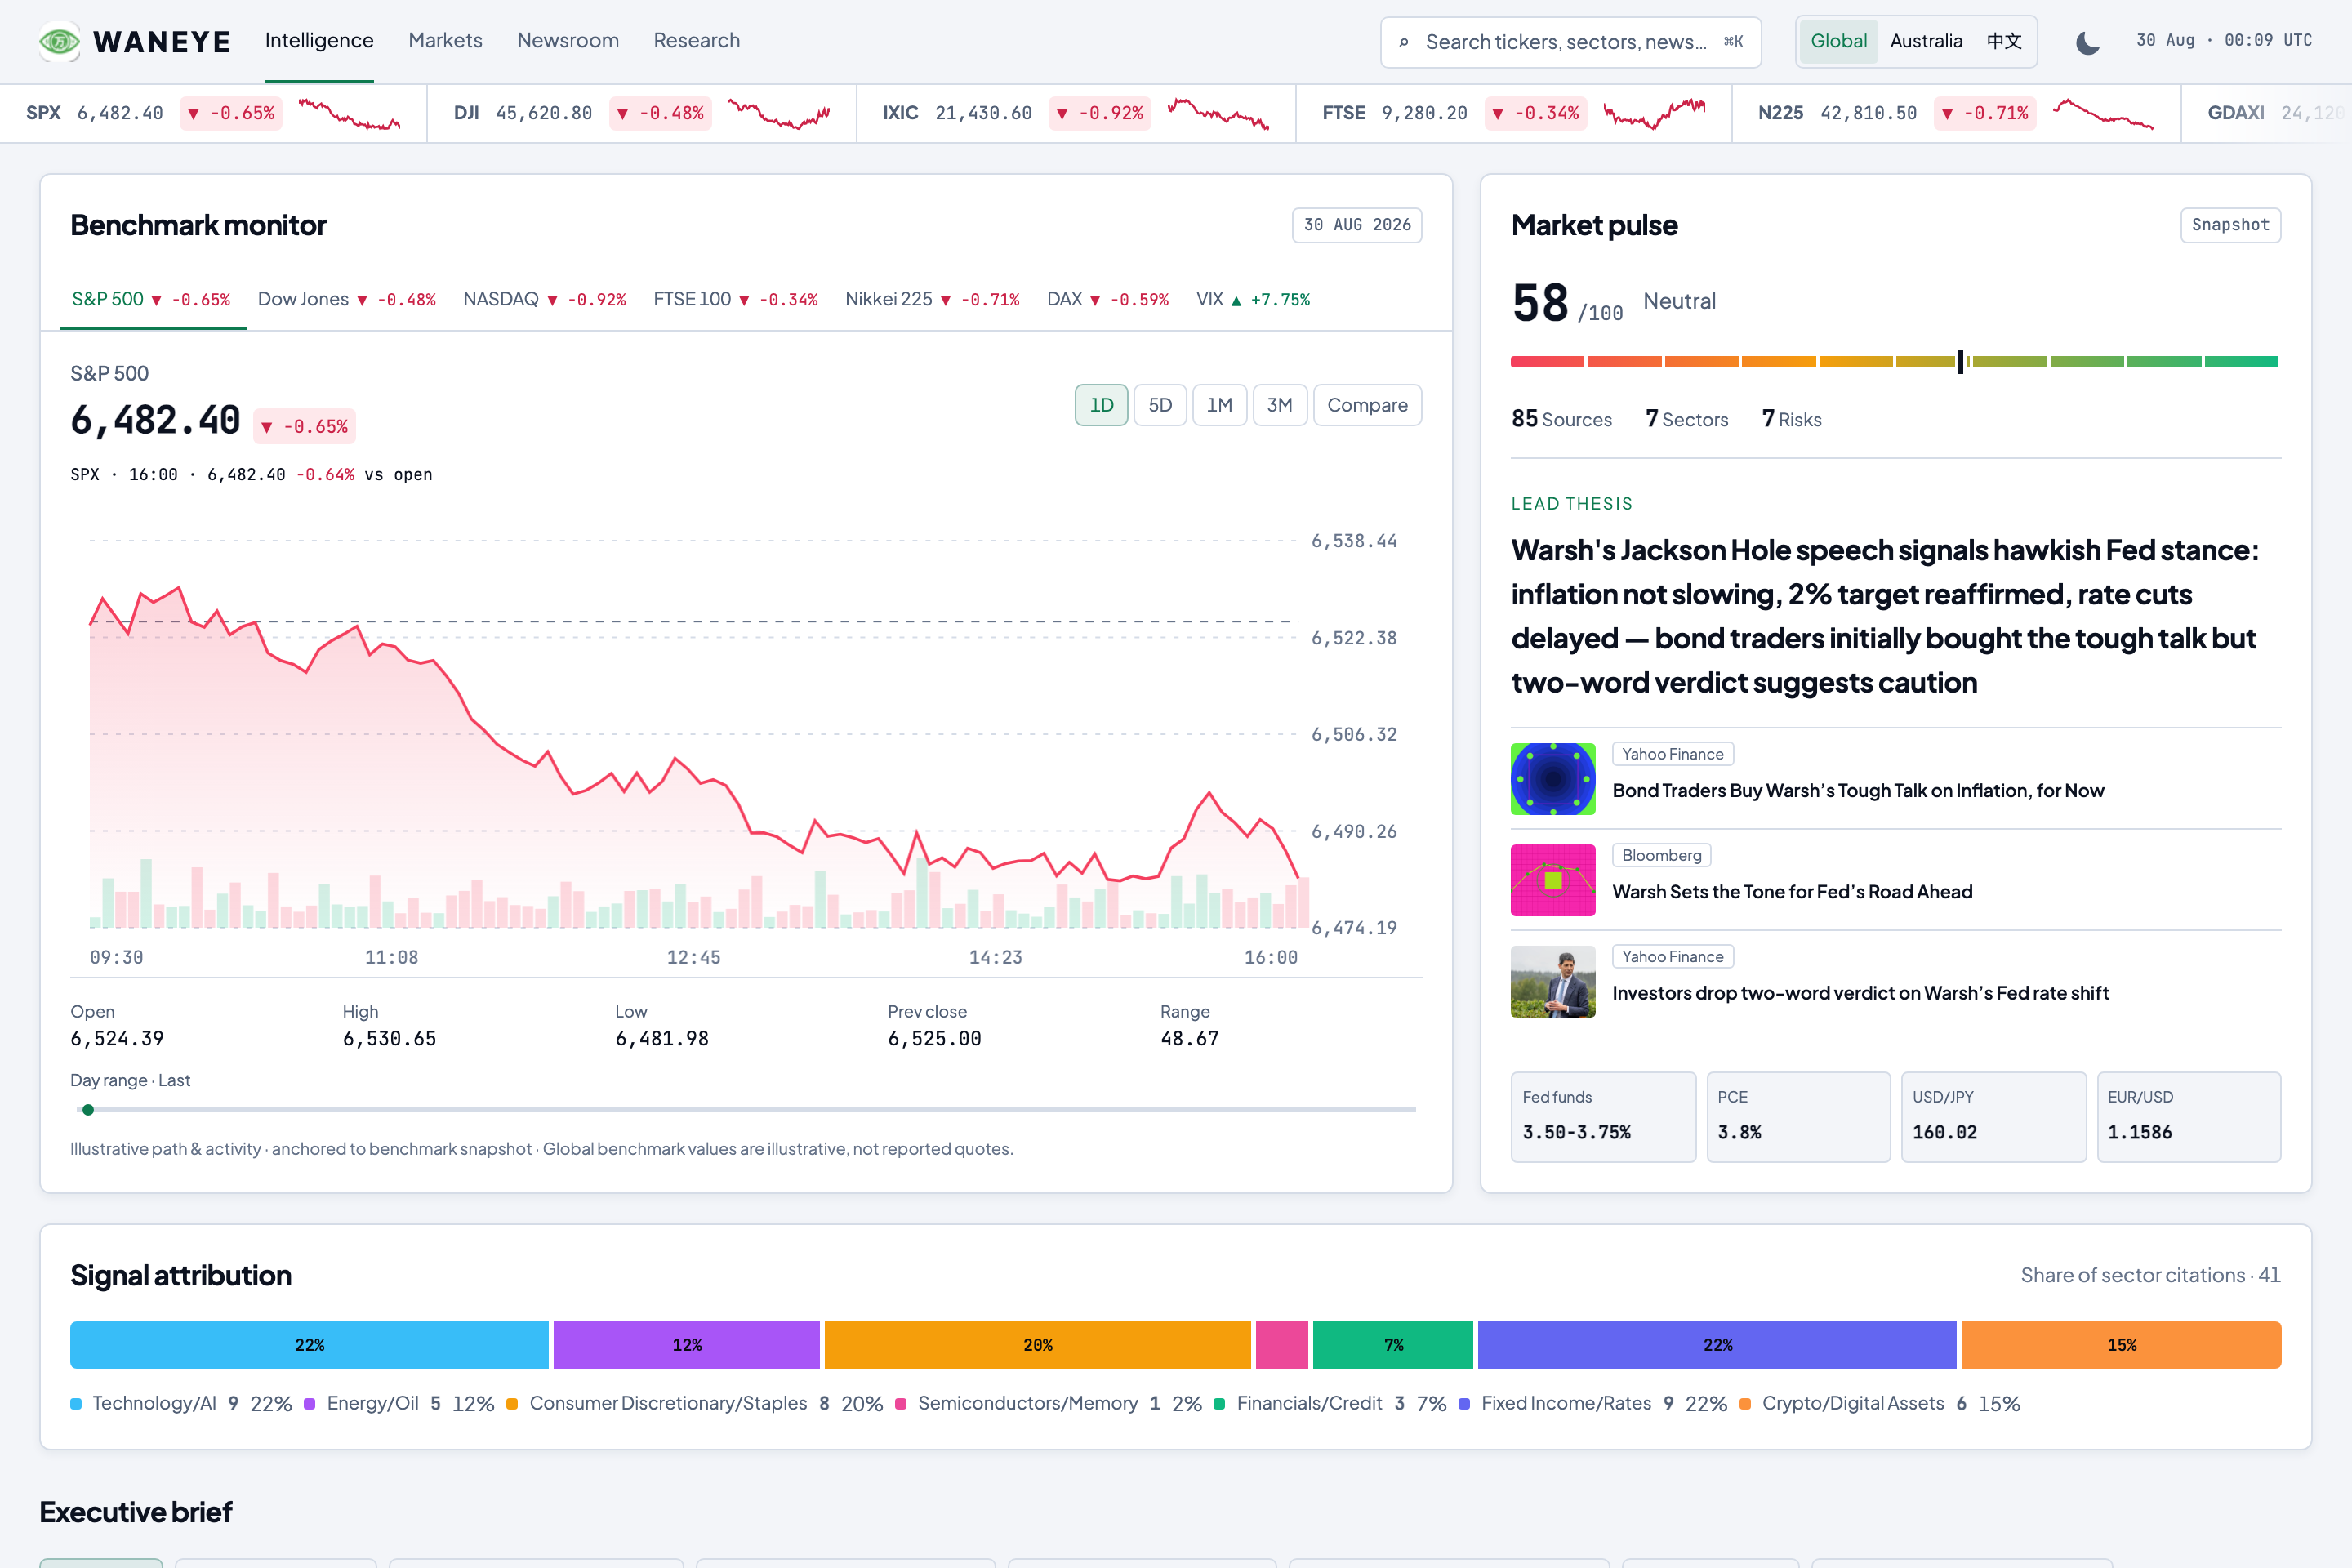 WANEYE Intelligence Markets Newsroom Research Search tickers, sectors, news... ⌘K Global Australia 中文 30 Aug · 00:09 UTC
SPX 6,482.40 ▼ -0.65% DJI 45,620.80 ▼ -0.48% IXIC 21,430.60 ▼ -0.92% FTSE 9,280.20 ▼ -0.34% N225 42,810.50 ▼ -0.71% GDAXI 24,120
Benchmark monitor 30 AUG 2026
S&P 500 ▼ -0.65% Dow Jones ▼ -0.48% NASDAQ ▼ -0.92% FTSE 100 ▼ -0.34% Nikkei 225 ▼ -0.71% DAX ▼ -0.59% VIX ▲ +7.75%
S&P 500
6,482.40 ▼ -0.65%
1D 5D 1M 3M Compare
SPX · 16:00 · 6,482.40 -0.64% vs open
6,538.44
6,522.38
6,506.32
6,490.26
6,474.19
09:30 11:08 12:45 14:23 16:00
Open High Low Prev close Range
6,524.39 6,530.65 6,481.98 6,525.00 48.67
Day range · Last
Illustrative path & activity · anchored to benchmark snapshot · Global benchmark values are illustrative, not reported quotes.
Market pulse Snapshot
58 /100 Neutral
85 Sources 7 Sectors 7 Risks
LEAD THESIS
Warsh's Jackson Hole speech signals hawkish Fed stance:
inflation not slowing, 2% target reaffirmed, rate cuts
delayed — bond traders initially bought the tough talk but
two-word verdict suggests caution
Yahoo Finance
Bond Traders Buy Warsh’s Tough Talk on Inflation, for Now
Bloomberg
Warsh Sets the Tone for Fed’s Road Ahead
Yahoo Finance
Investors drop two-word verdict on Warsh’s Fed rate shift
Fed funds PCE USD/JPY EUR/USD
3.50-3.75% 3.8% 160.02 1.1586
Signal attribution Share of sector citations · 41
22% 12% 20% 7% 22% 15%
Technology/AI 9 22% Energy/Oil 5 12% Consumer Discretionary/Staples 8 20% Semiconductors/Memory 1 2% Financials/Credit 3 7% Fixed Income/Rates 9 22% Crypto/Digital Assets 6 15%
Executive brief